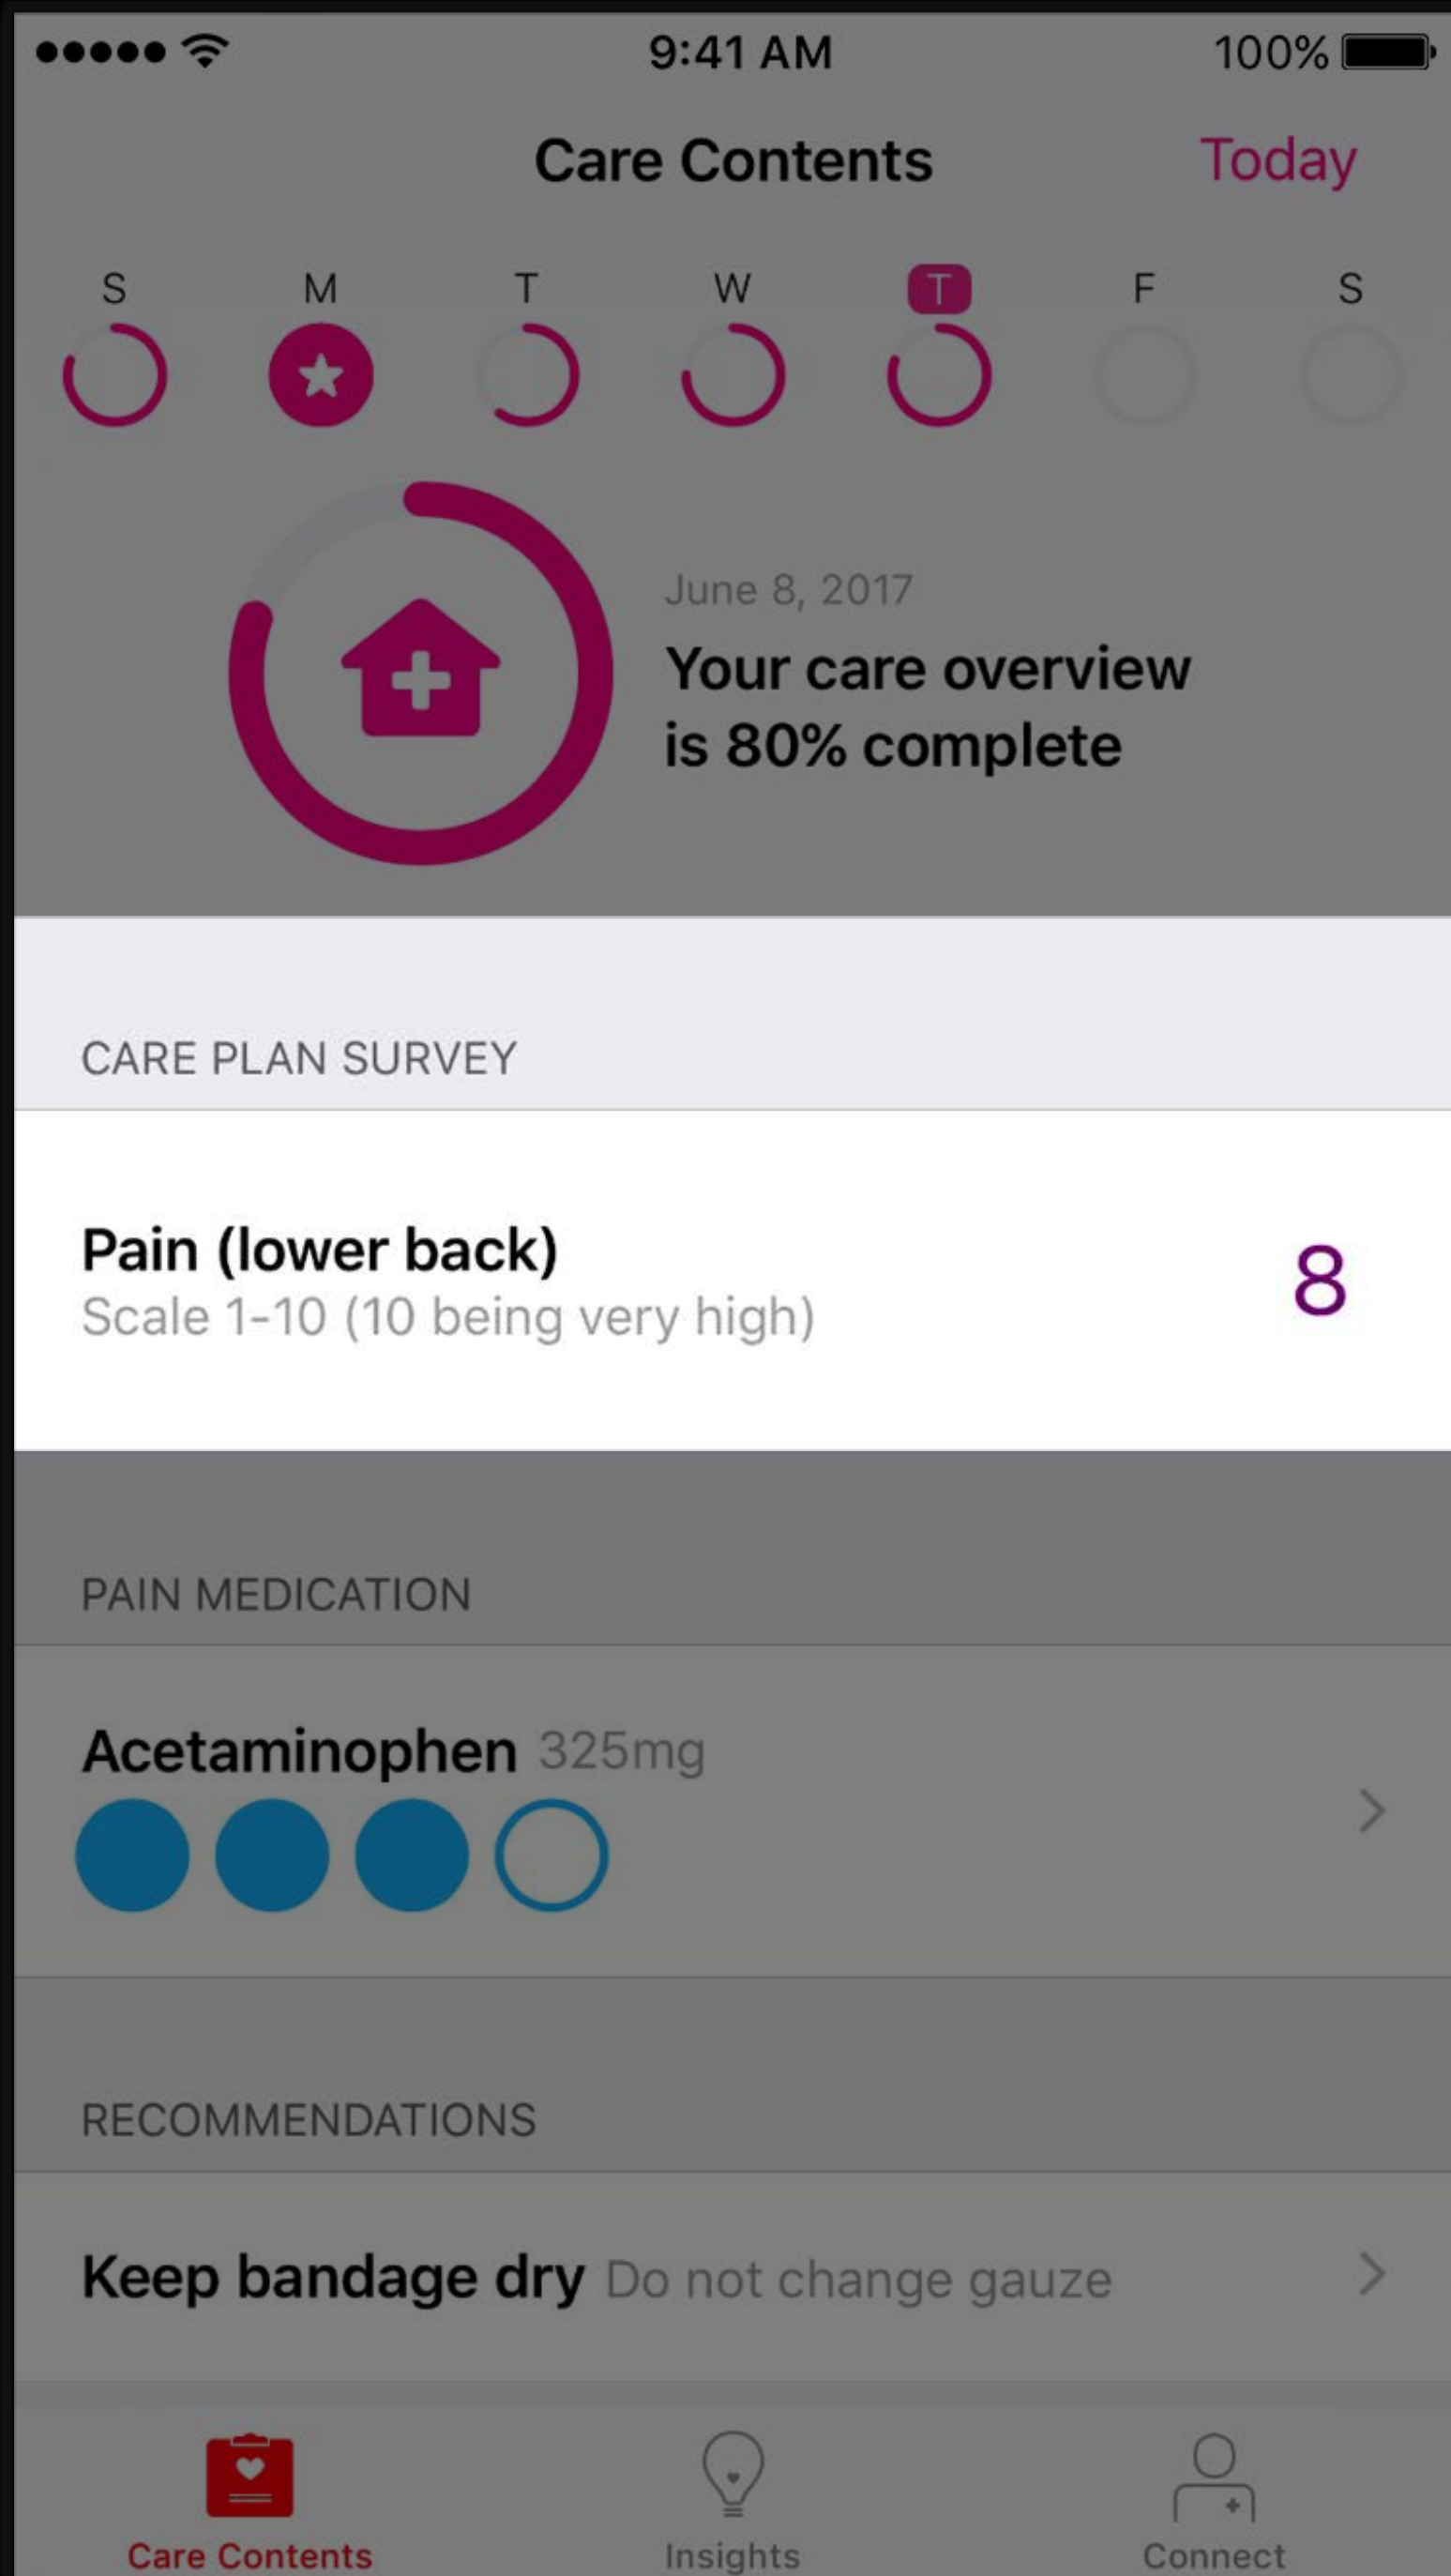 9:41 AM 100%
Care Contents Today
S M T W T F S
June 8, 2017
Your care overview
is 80% complete
CARE PLAN SURVEY
Pain (lower back)
Scale 1-10 (10 being very high)
8
PAIN MEDICATION
Acetaminophen 325mg
RECOMMENDATIONS
Keep bandage dry Do not change gauze
Care Contents Insights Connect